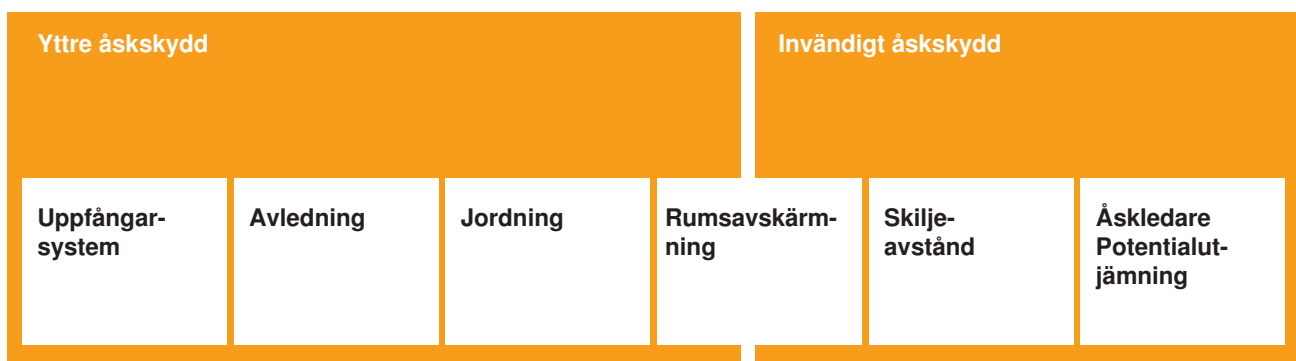 Yttre åskskydd
Invändigt åskskydd
Uppfångar-
system
Avledning
Jordning
Rumsavskärm-
ning
Skilje-
avstånd
Åskledare
Potentialut-
jämning